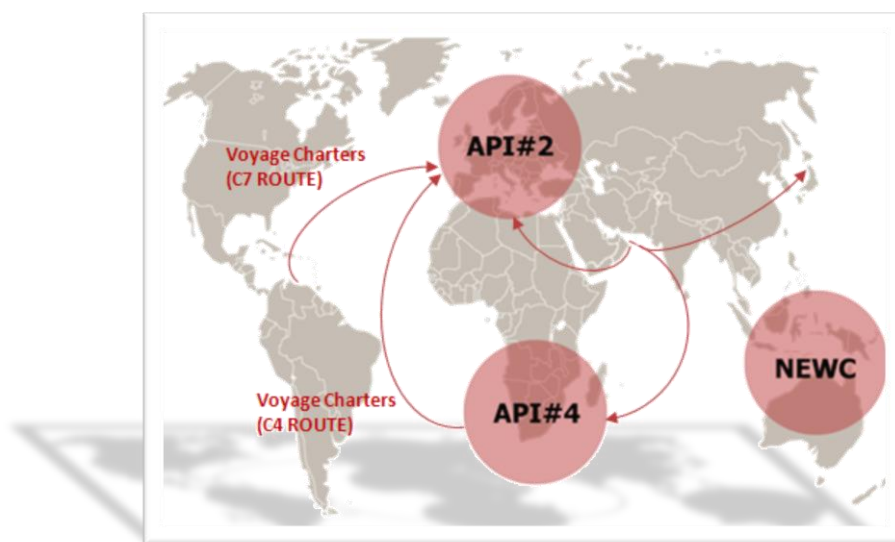 API#2
Voyage Charters
(C7 ROUTE)
NEWC
Voyage Charters
(C4 ROUTE)
API#4